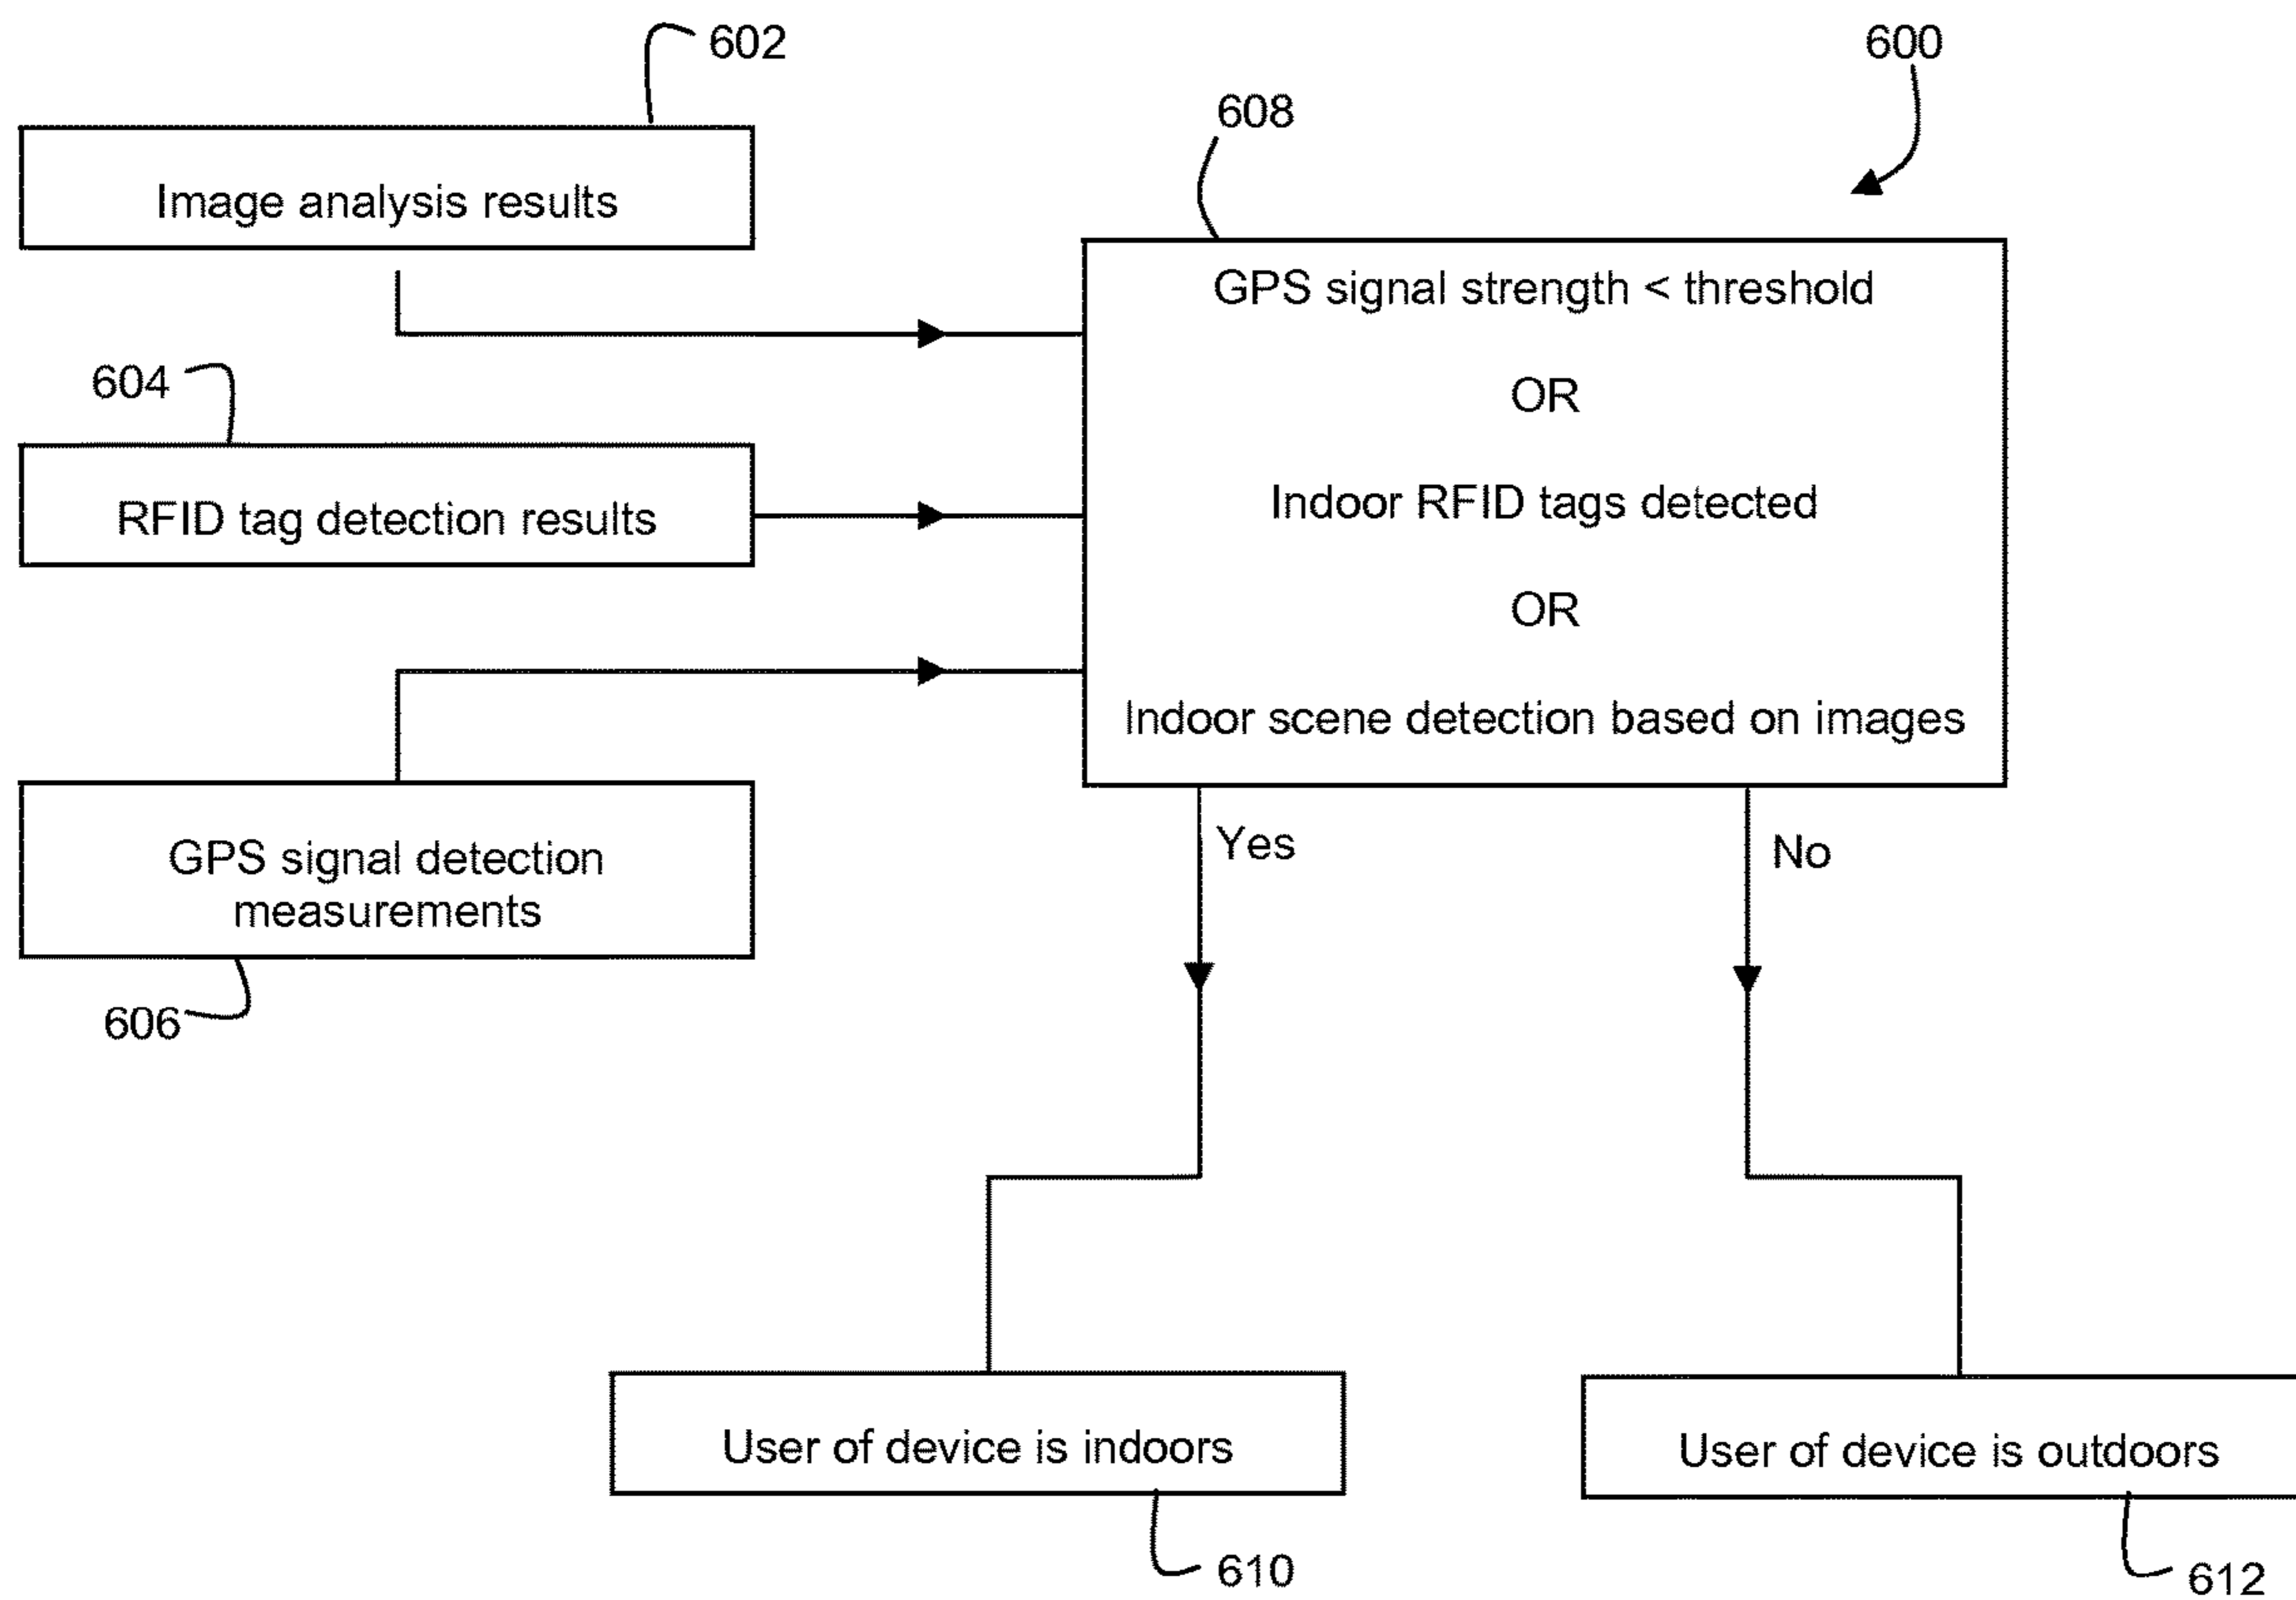 602
600
608
Image analysis results
GPS signal strength < threshold
604
OR
RFID tag detection results
Indoor RFID tags detected
OR
Indoor scene detection based on images
GPS signal detection
measurements
606
Yes
No
User of device is indoors
User of device is outdoors
610
612